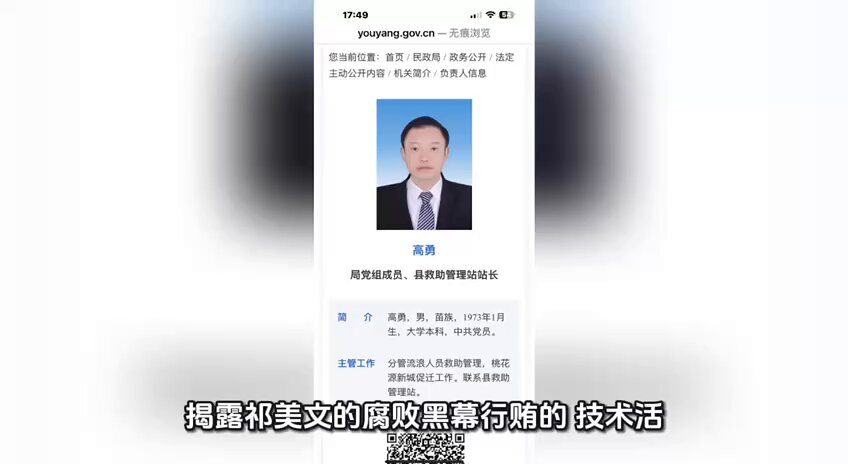 17:49
youyang.gov.cn — 无痕浏览
您当前位置：首页 / 民政局 / 政务公开 / 法定
主动公开内容 / 机关简介 / 负责人信息
高勇
局党组成员、县救助管理站站长
简 介 高勇，男，苗族，1973年1月
生，大学本科，中共党员。
主管工作 分管流浪人员救助管理，桃花
源新城促迁工作。联系县救助
管理站。
揭露祁美文的腐败黑幕行贿的 技术活